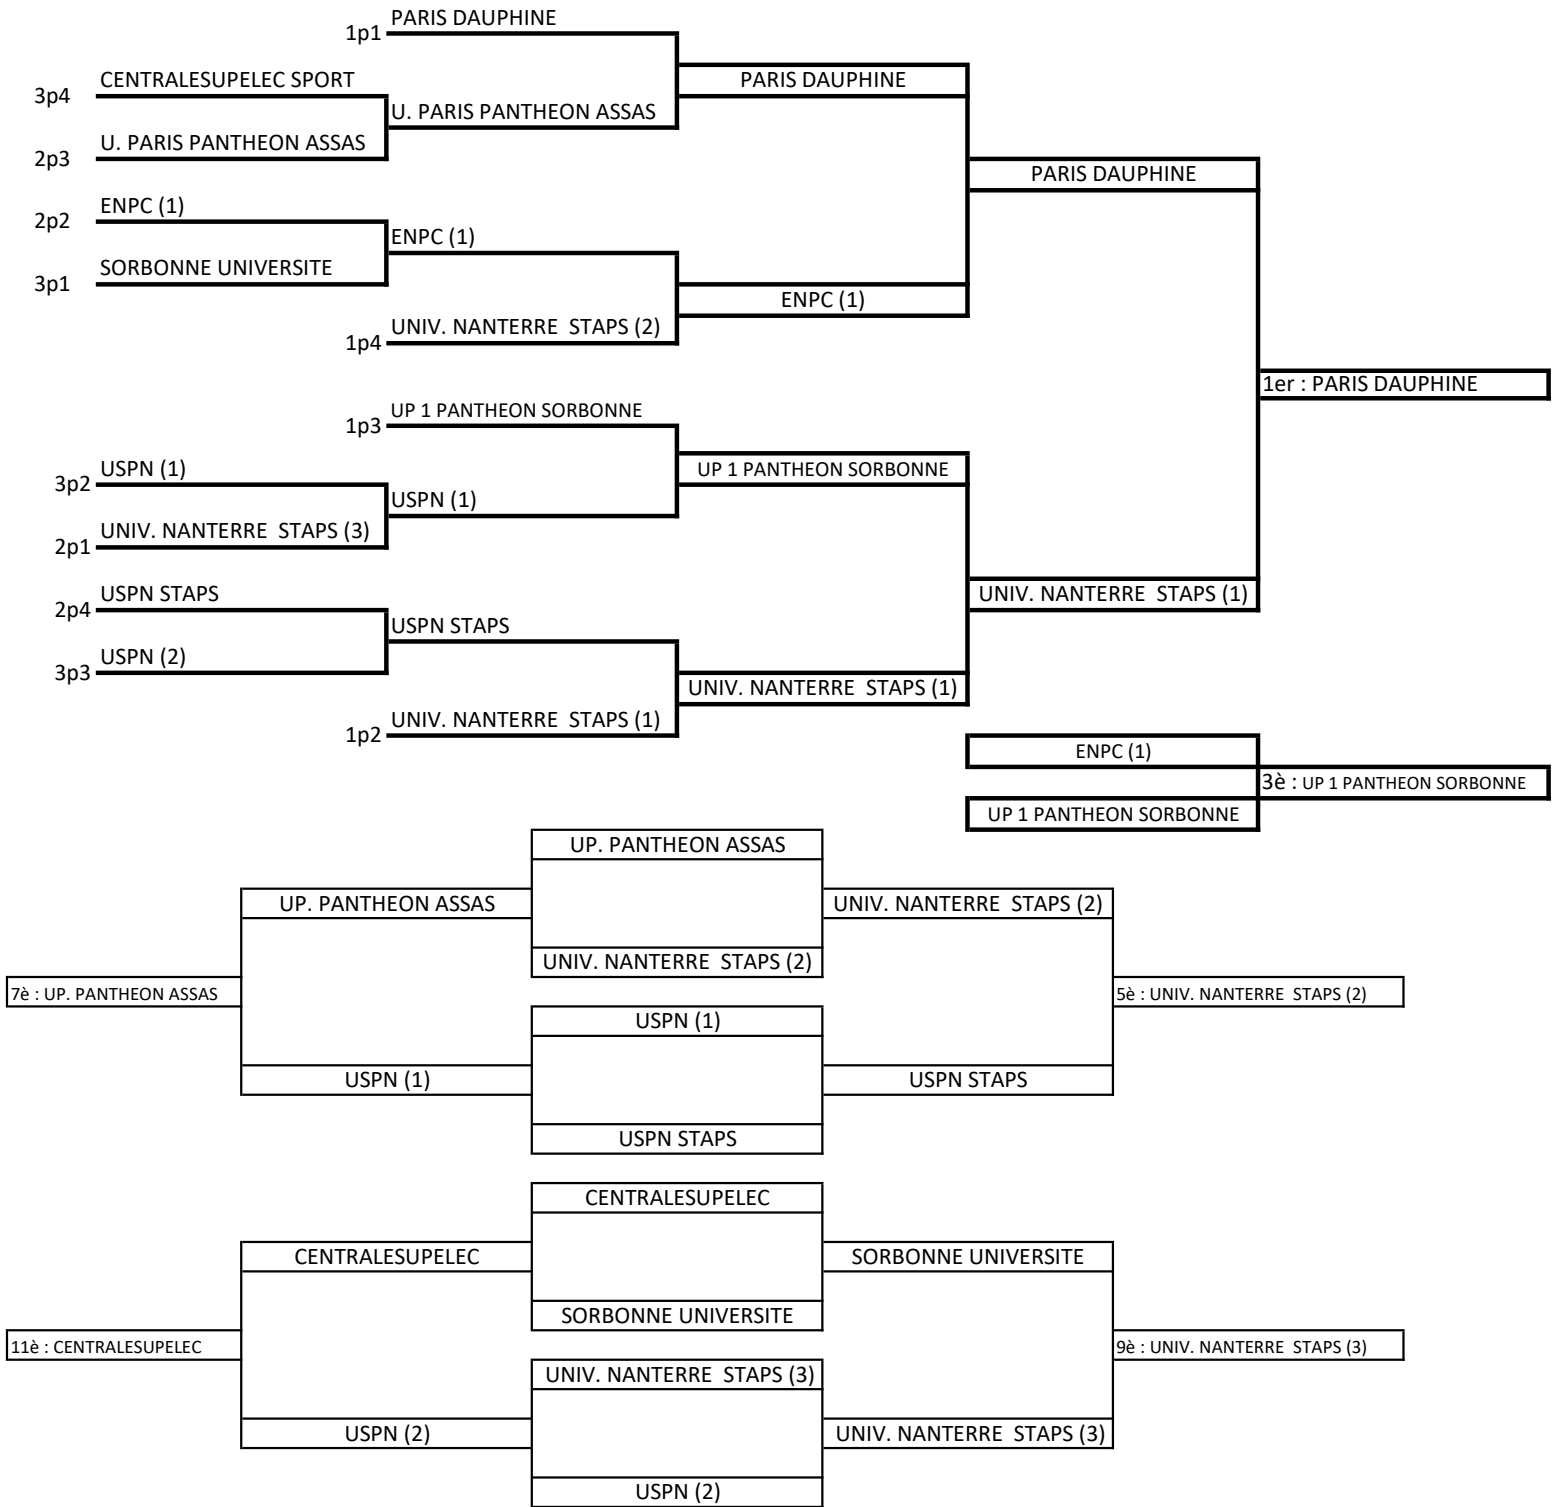 PARIS DAUPHINE
1p1
CENTRALESUPELEC SPORT
PARIS DAUPHINE
3p4
U. PARIS PANTHEON ASSAS
U. PARIS PANTHEON ASSAS
2p3
PARIS DAUPHINE
ENPC (1)
2p2
ENPC (1)
SORBONNE UNIVERSITE
3p1
ENPC (1)
UNIV. NANTERRE STAPS (2)
1p4
1er : PARIS DAUPHINE
UP 1 PANTHEON SORBONNE
1p3
USPN (1)
UP 1 PANTHEON SORBONNE
3p2
USPN (1)
UNIV. NANTERRE STAPS (3)
2p1
USPN STAPS
UNIV. NANTERRE STAPS (1)
2p4
USPN STAPS
USPN (2)
3p3
UNIV. NANTERRE STAPS (1)
UNIV. NANTERRE STAPS (1)
1p2
ENPC (1)
3è : UP 1 PANTHEON SORBONNE
UP 1 PANTHEON SORBONNE
UP. PANTHEON ASSAS
UP. PANTHEON ASSAS
UNIV. NANTERRE STAPS (2)
UNIV. NANTERRE STAPS (2)
7è : UP. PANTHEON ASSAS
5è : UNIV. NANTERRE STAPS (2)
USPN (1)
USPN (1)
USPN STAPS
USPN STAPS
CENTRALESUPELEC
CENTRALESUPELEC
SORBONNE UNIVERSITE
SORBONNE UNIVERSITE
11è : CENTRALESUPELEC
9è : UNIV. NANTERRE STAPS (3)
UNIV. NANTERRE STAPS (3)
USPN (2)
UNIV. NANTERRE STAPS (3)
USPN (2)